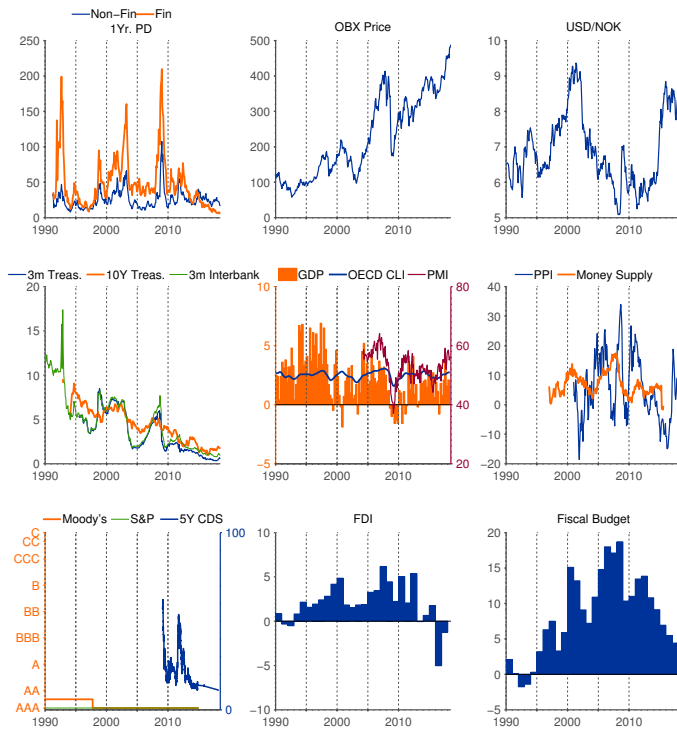 Non−Fin Fin
1Yr. PD
250
200
150
100
50
0
1990 2000 2010
OBX Price
500
400
300
200
100
0
1990 2000 2010
USD/NOK
10
9
8
7
6
5
1990 2000 2010
3m Treas. 10Y Treas. 3m Interbank
20
15
10
5
0
1990 2000 2010
GDP OECD CLI PMI
10
5
0
−5
80
60
40
20
1990 2000 2010
PPI Money Supply
40
30
20
10
0
−10
−20
1990 2000 2010
Moody's S&P 5Y CDS
C
CC
CCC
B
BB
BBB
A
AA
AAA
100
0
1990 2000 2010
FDI
10
5
0
−5
−10
1990 2000 2010
Fiscal Budget
20
15
10
5
0
1990 2000 2010